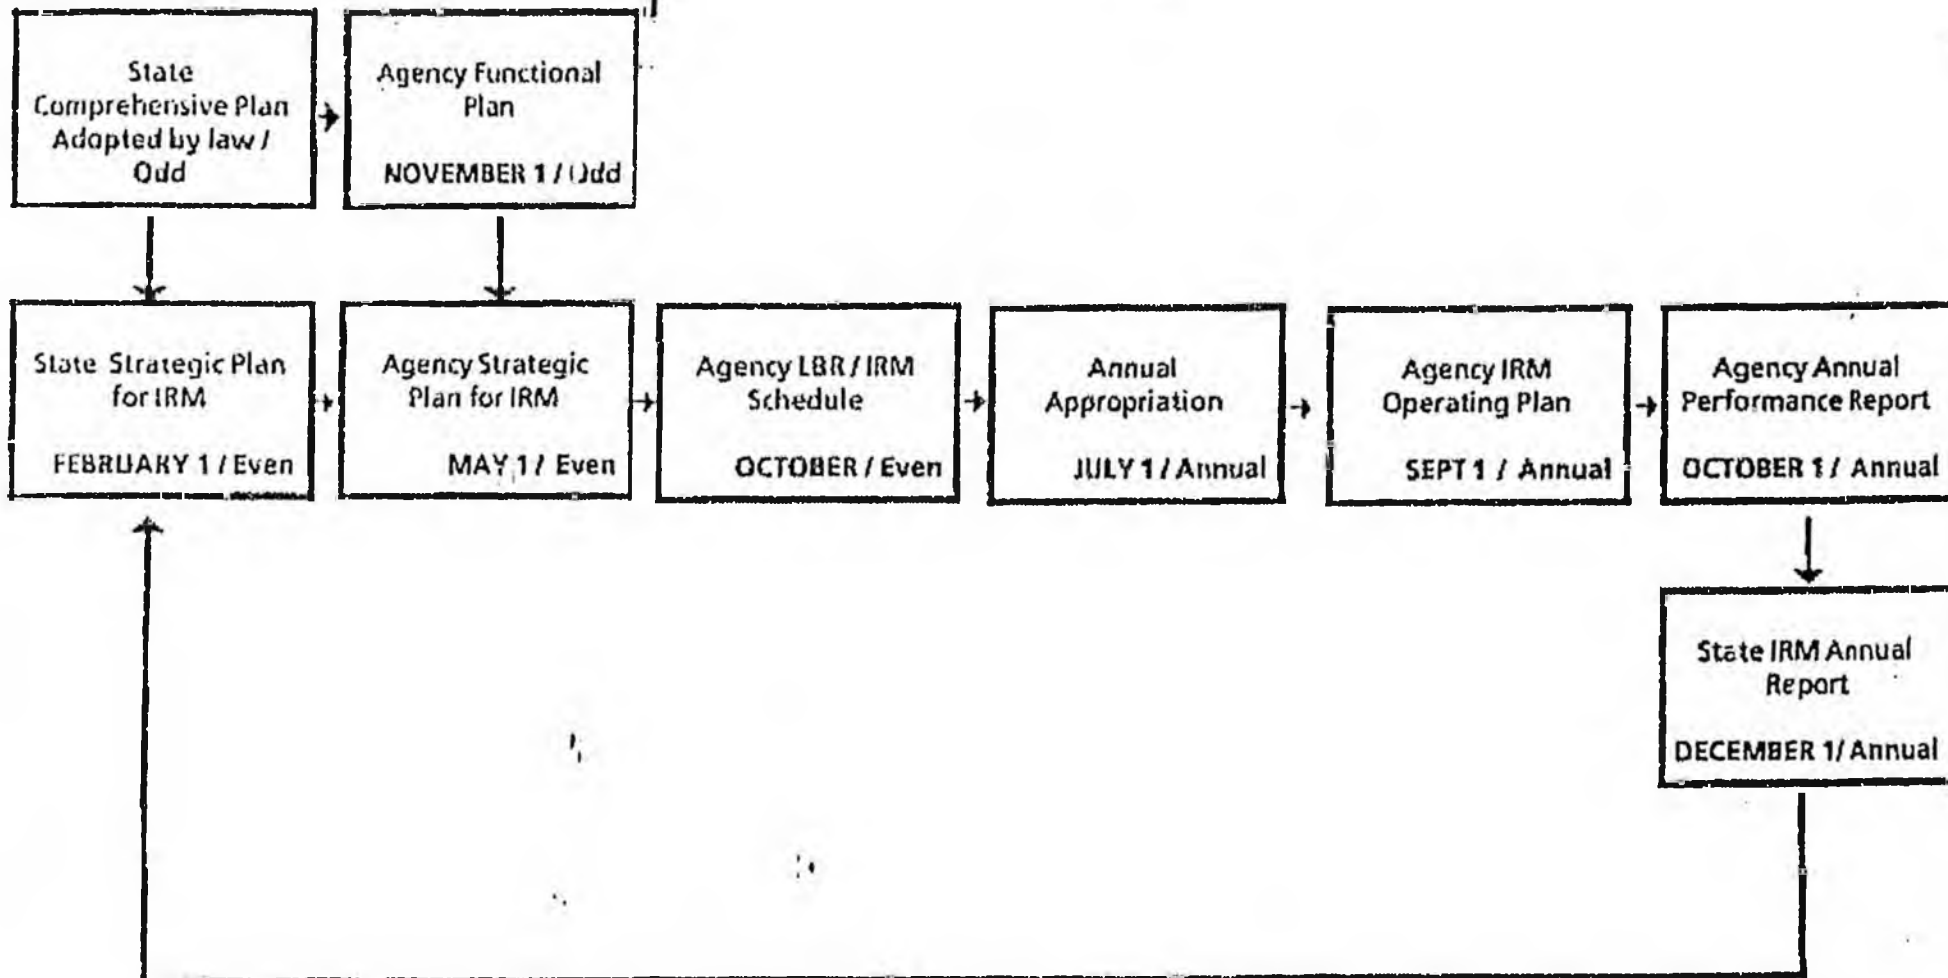 State
Comprehensive Plan
Adopted by law /
Odd
Agency Functional
Plan
NOVEMBER 1 / Odd
State Strategic Plan
for IRM
FEBRUARY 1 / Even
Agency Strategic
Plan for IRM
MAY 1 / Even
Agency LBR / IRM
Schedule
OCTOBER / Even
Annual
Appropriation
JULY 1 / Annual
Agency IRM
Operating Plan
SEPT 1 / Annual
Agency Annual
Performance Report
OCTOBER 1 / Annual
State IRM Annual
Report
DECEMBER 1/ Annual